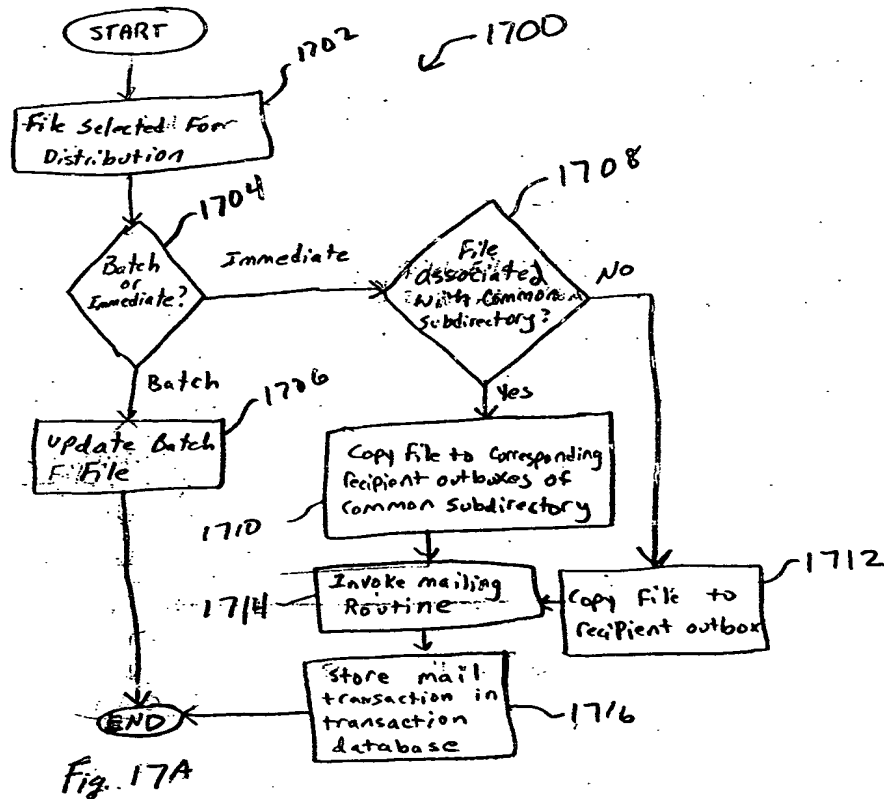 START
1700
1702
File Selected For
Distribution
1704
Batch
or
Immediate?
Immediate
1708
File
associated
with common
Subdirectory?
No
Batch
Yes
1706
update Batch
File
Copy File to Corresponding
recipient outboxes of
Common Subdirectory
1710
1712
Copy File to
recipient outbox
Invoke mailing
Routine
1714
Store mail
transaction in
transaction
database
1716
END
Fig. 17A